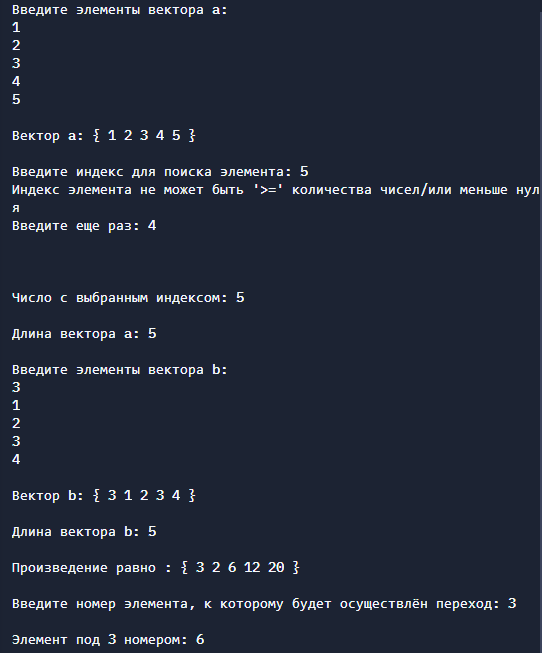 Введите элементы вектора a:
1
2
3
4
5
Вектор a: { 1 2 3 4 5 }
Введите индекс для поиска элемента: 5
Индекс элемента не может быть '>=' количества чисел/или меньше нул
я
Введите еще раз: 4
Число с выбранным индексом: 5
Длина вектора a: 5
Введите элементы вектора b:
3
1
2
3
4
Вектор b: { 3 1 2 3 4 }
Длина вектора b: 5
Произведение равно : { 3 2 6 12 20 }
Введите номер элемента, к которому будет осуществлён переход: 3
Элемент под 3 номером: 6